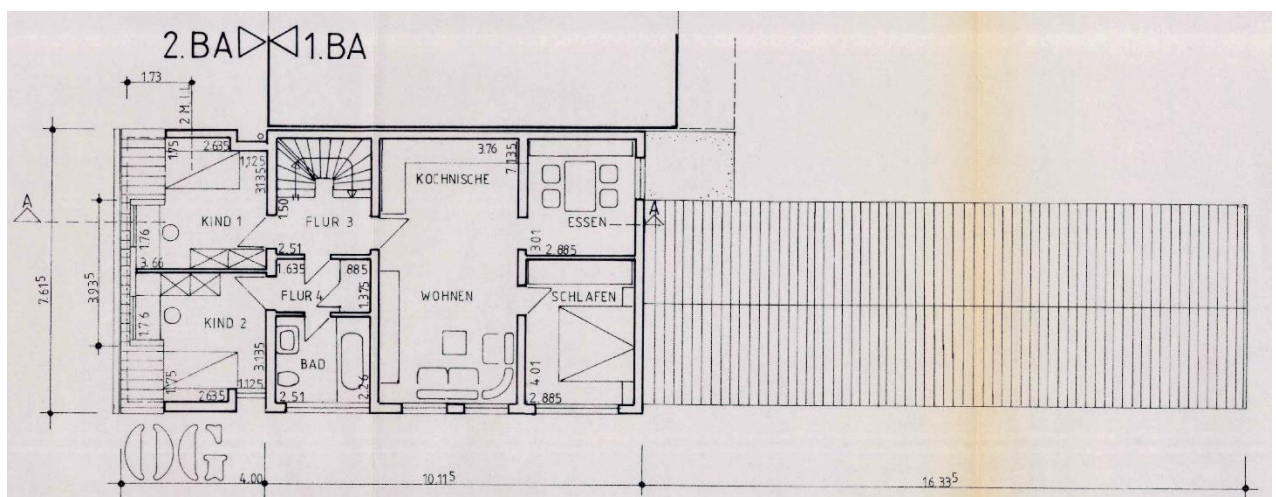 2.BA 1.BA
1.73
2.M.I.L.
1.75
2.635
1.125
3.135
3.76
7.135
KOCHNISCHE
1.50
A
KIND 1
FLUR 3
ESSEN
A
1.76
3.01
3.66
2.51
2.885
1.635
.885
7.61⁵
3.93⁵
FLUR 4
1.375
WOHNEN
SCHLAFEN
1.76
KIND 2
3.135
BAD
1.175
2.26
4.01
2.635
1.125
2.51
2.885
OG
4.00
10.11⁵
16.33⁵